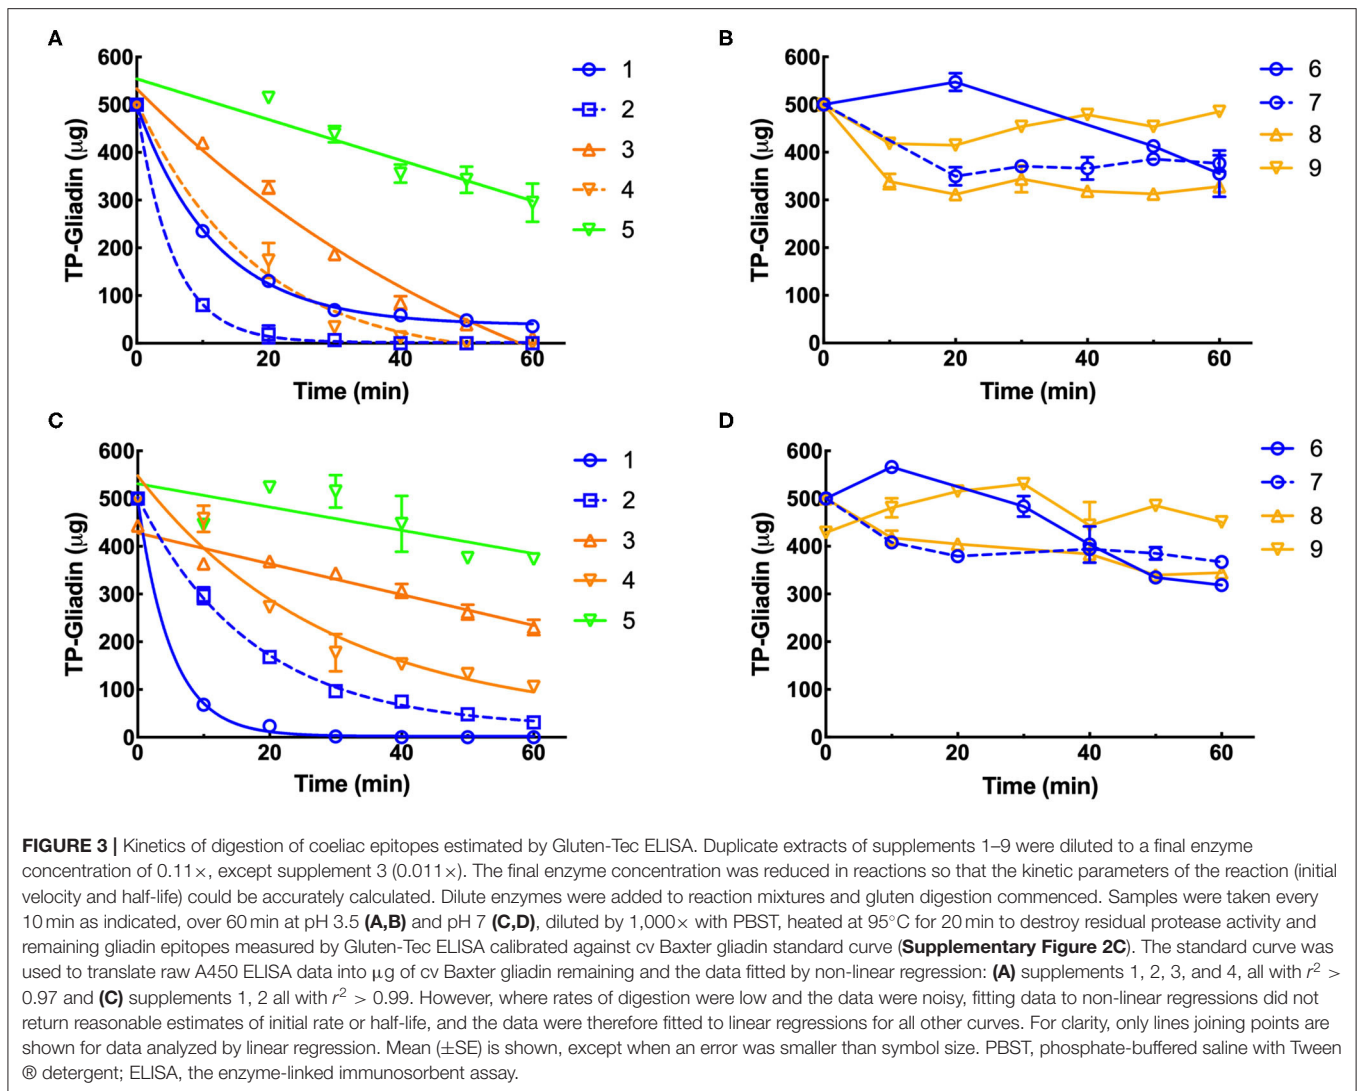 A
600
500
400
300
200
100
0
TP-Gliadin (µg)
0 20 40 60
Time (min)
1
2
3
4
5
B
600
500
400
300
200
100
0
TP-Gliadin (µg)
0 20 40 60
Time (min)
6
7
8
9
C
600
500
400
300
200
100
0
TP-Gliadin (µg)
0 20 40 60
Time (min)
1
2
3
4
5
D
600
500
400
300
200
100
0
TP-Gliadin (µg)
0 20 40 60
Time (min)
6
7
8
9
FIGURE 3 | Kinetics of digestion of coeliac epitopes estimated by Gluten-Tec ELISA. Duplicate extracts of supplements 1–9 were diluted to a final enzyme
concentration of 0.11×, except supplement 3 (0.011×). The final enzyme concentration was reduced in reactions so that the kinetic parameters of the reaction (initial
velocity and half-life) could be accurately calculated. Dilute enzymes were added to reaction mixtures and gluten digestion commenced. Samples were taken every
10 min as indicated, over 60 min at pH 3.5 (A,B) and pH 7 (C,D), diluted by 1,000× with PBST, heated at 95°C for 20 min to destroy residual protease activity and
remaining gliadin epitopes measured by Gluten-Tec ELISA calibrated against cv Baxter gliadin standard curve (Supplementary Figure 2C). The standard curve was
used to translate raw A450 ELISA data into µg of cv Baxter gliadin remaining and the data fitted by non-linear regression: (A) supplements 1, 2, 3, and 4, all with r² >
0.97 and (C) supplements 1, 2 all with r² > 0.99. However, where rates of digestion were low and the data were noisy, fitting data to non-linear regressions did not
return reasonable estimates of initial rate or half-life, and the data were therefore fitted to linear regressions for all other curves. For clarity, only lines joining points are
shown for data analyzed by linear regression. Mean (±SE) is shown, except when an error was smaller than symbol size. PBST, phosphate-buffered saline with Tween
® detergent; ELISA, the enzyme-linked immunosorbent assay.